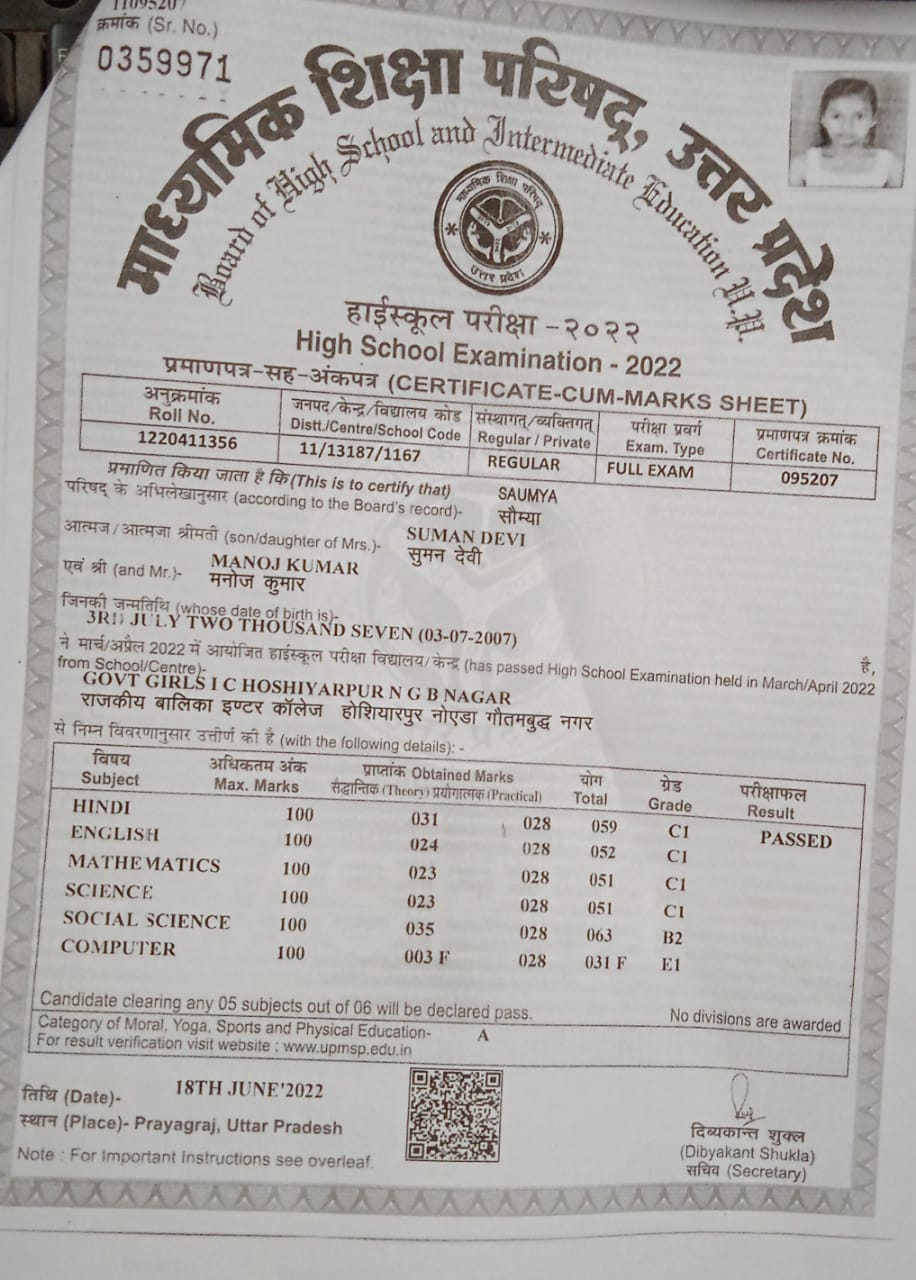 1109520
क्रमांक (Sr. No.)
0359971
माध्यमिक शिक्षा परिषद्, उत्तर प्रदेश
Board of High School and Intermediate Education U.P.
माध्यमिक शिक्षा परिषद्
उत्तर प्रदेश
हाईस्कूल परीक्षा -२०२२
High School Examination - 2022
प्रमाणपत्र-सह-अंकपत्र (CERTIFICATE-CUM-MARKS SHEET)
अनुक्रमांक जनपद/केन्द्र/विद्यालय कोड संस्थागत्/व्यक्तिगत् परीक्षा प्रवर्ग प्रमाणपत्र क्रमांक
Roll No. Distt./Centre/School Code Regular / Private Exam. Type Certificate No.
1220411356 11/13187/1167 REGULAR FULL EXAM 095207
प्रमाणित किया जाता है कि(This is to certify that) SAUMYA
परिषद् के अभिलेखानुसार (according to the Board's record)- सौम्या
आत्मज/आत्मजा श्रीमती (son/daughter of Mrs.)- SUMAN DEVI
सुमन देवी
एवं श्री (and Mr.)- MANOJ KUMAR
मनोज कुमार
जिनकी जन्मतिथि (whose date of birth is)-
3RD JULY TWO THOUSAND SEVEN (03-07-2007)
ने मार्च/अप्रैल 2022 में आयोजित हाईस्कूल परीक्षा विद्यालय/केन्द्र (has passed High School Examination held in March/April 2022 है,
from School/Centre)-
GOVT GIRLS I C HOSHIYARPUR N G B NAGAR
राजकीय बालिका इण्टर कॉलेज होशियारपुर नोएडा गौतमबुद्ध नगर
से निम्न विवरणानुसार उत्तीर्ण की है (with the following details): -
विषय अधिकतम अंक प्राप्तांक Obtained Marks योग ग्रेड परीक्षाफल
Subject Max. Marks सैद्धान्तिक (Theory) प्रयोगात्मक (Practical) Total Grade Result
HINDI 100 031 028 059 C1 PASSED
ENGLISH 100 024 028 052 C1
MATHEMATICS 100 023 028 051 C1
SCIENCE 100 023 028 051 C1
SOCIAL SCIENCE 100 035 028 063 B2
COMPUTER 100 003 F 028 031 F E1
Candidate clearing any 05 subjects out of 06 will be declared pass. No divisions are awarded
Category of Moral, Yoga, Sports and Physical Education- A
For result verification visit website : www.upmsp.edu.in
तिथि (Date)- 18TH JUNE'2022
स्थान (Place)- Prayagraj, Uttar Pradesh
Note : For Important Instructions see overleaf.
दिव्यकान्त शुक्ल
(Dibyakant Shukla)
सचिव (Secretary)